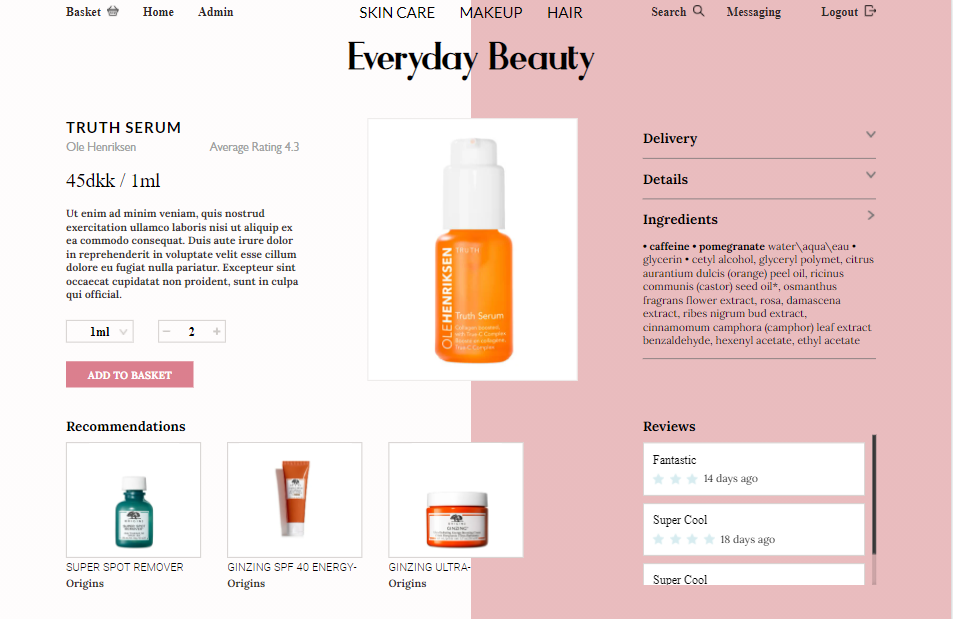 Basket Home Admin SKIN CARE MAKEUP HAIR Search Messaging Logout
Everyday Beauty
TRUTH SERUM
Ole Henriksen Average Rating 4.3
45dkk / 1ml
Ut enim ad minim veniam, quis nostrud
exercitation ullamco laboris nisi ut aliquip ex
ea commodo consequat. Duis aute irure dolor
in reprehenderit in voluptate velit esse cillum
dolore eu fugiat nulla pariatur. Excepteur sint
occaecat cupidatat non proident, sunt in culpa
qui official.
1ml − 2 +
ADD TO BASKET
TRUTH
OLEHENRIKSEN
Truth Serum
Collagen booster,
with True-C Complex
Delivery
Details
Ingredients
• caffeine • pomegranate water\aqua\eau •
glycerin • cetyl alcohol, glyceryl polymet, citrus
aurantium dulcis (orange) peel oil, ricinus
communis (castor) seed oil*, osmanthus
fragrans flower extract, rosa, damascena
extract, ribes nigrum bud extract,
cinnamomum camphora (camphor) leaf extract
benzaldehyde, hexenyl acetate, ethyl acetate
Recommendations
ORIGINS
GINZING
SUPER SPOT REMOVER GINZING SPF 40 ENERGY- GINZING ULTRA-
Origins Origins Origins
Reviews
Fantastic
14 days ago
Super Cool
18 days ago
Super Cool